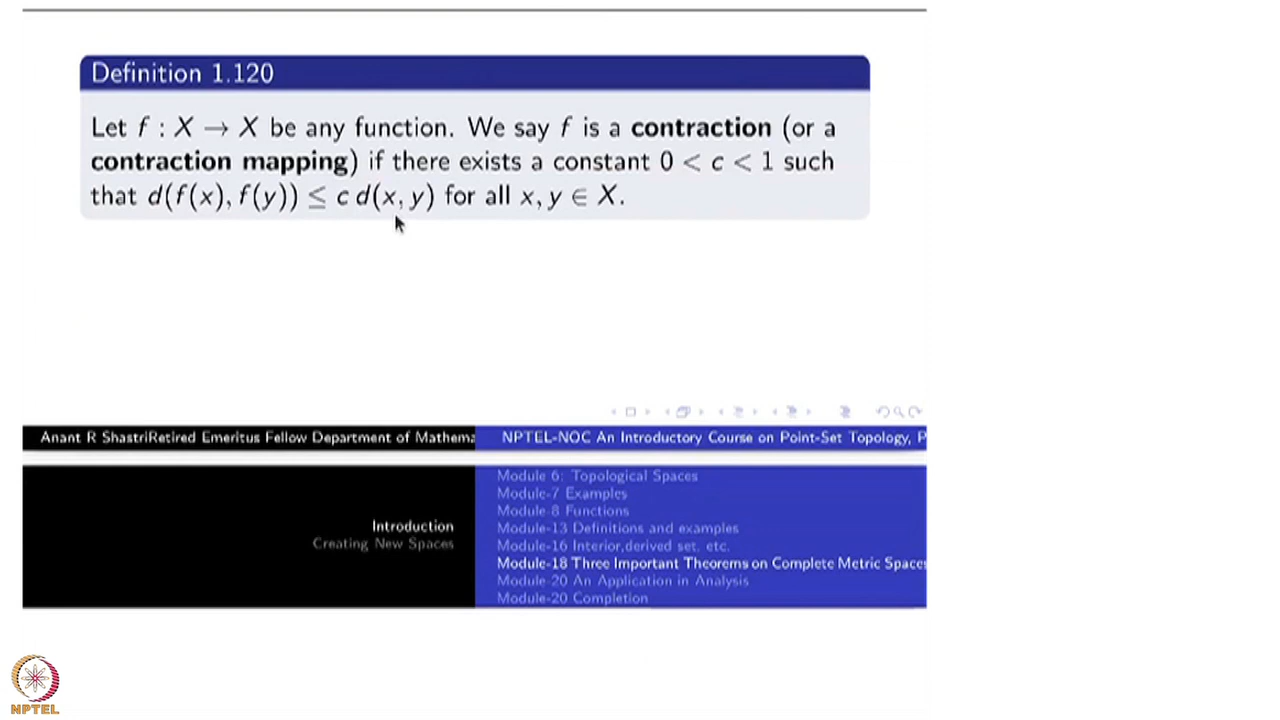 Definition 1.120
Let f : X → X be any function. We say f is a contraction (or a
contraction mapping) if there exists a constant 0 < c < 1 such
that d(f(x), f(y)) ≤ c d(x, y) for all x, y ∈ X.
Anant R ShastriRetired Emeritus Fellow Department of Mathema
NPTEL-NOC An Introductory Course on Point-Set Topology, P
Introduction
Creating New Spaces
Module 6: Topological Spaces
Module-7 Examples
Module-8 Functions
Module-13 Definitions and examples
Module-16 Interior,derived set, etc.
Module-18 Three Important Theorems on Complete Metric Spaces
Module-20 An Application in Analysis
Module-20 Completion
NPTEL